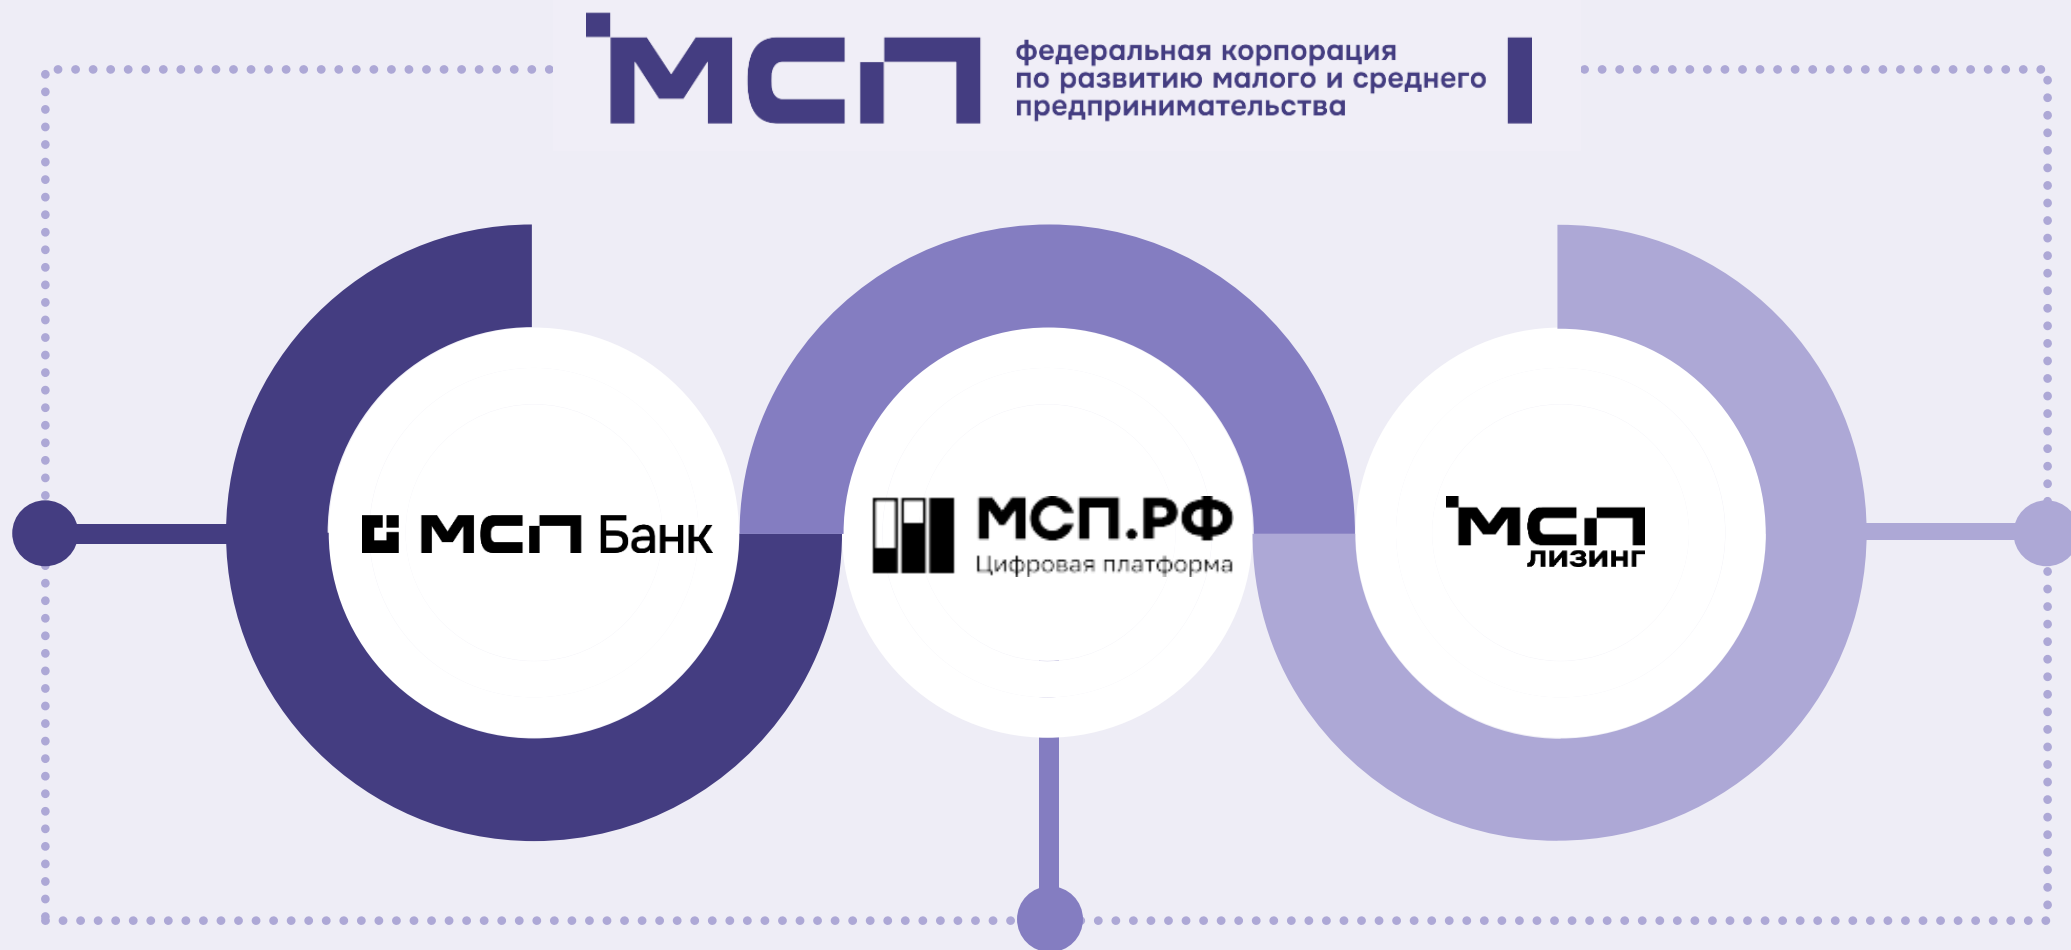 МСП
федеральная корпорация
по развитию малого и среднего
предпринимательства
МСП Банк
МСП.РФ
Цифровая платформа
МСП
лизинг